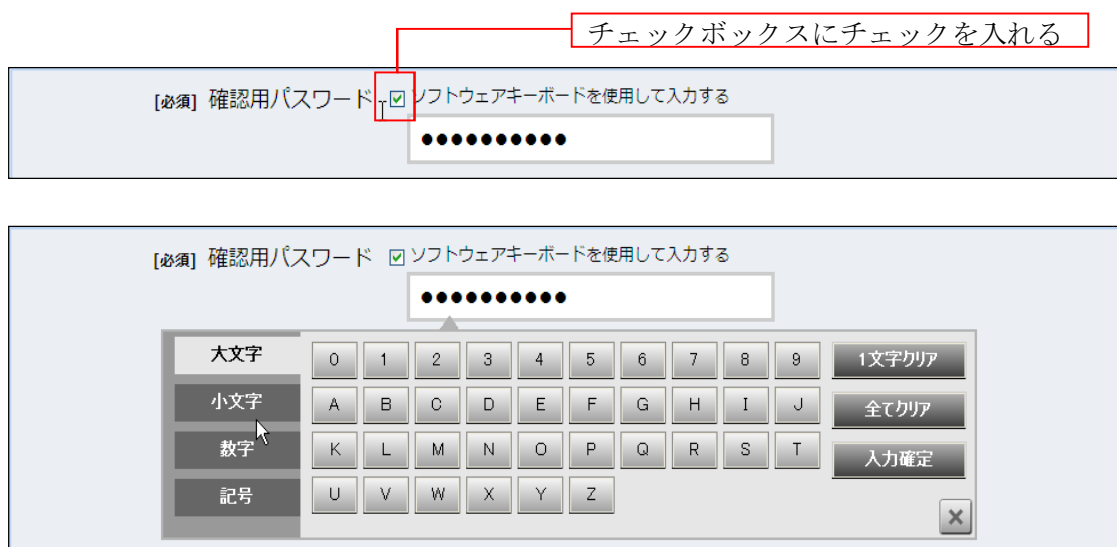 チェックボックスにチェックを入れる
[必須] 確認用パスワード ソフトウェアキーボードを使用して入力する
●●●●●●●●●●
[必須] 確認用パスワード ソフトウェアキーボードを使用して入力する
●●●●●●●●●●
大文字 0 1 2 3 4 5 6 7 8 9 1文字クリア
小文字 A B C D E F G H I J 全てクリア
数字 K L M N O P Q R S T 入力確定
記号 U V W X Y Z
×